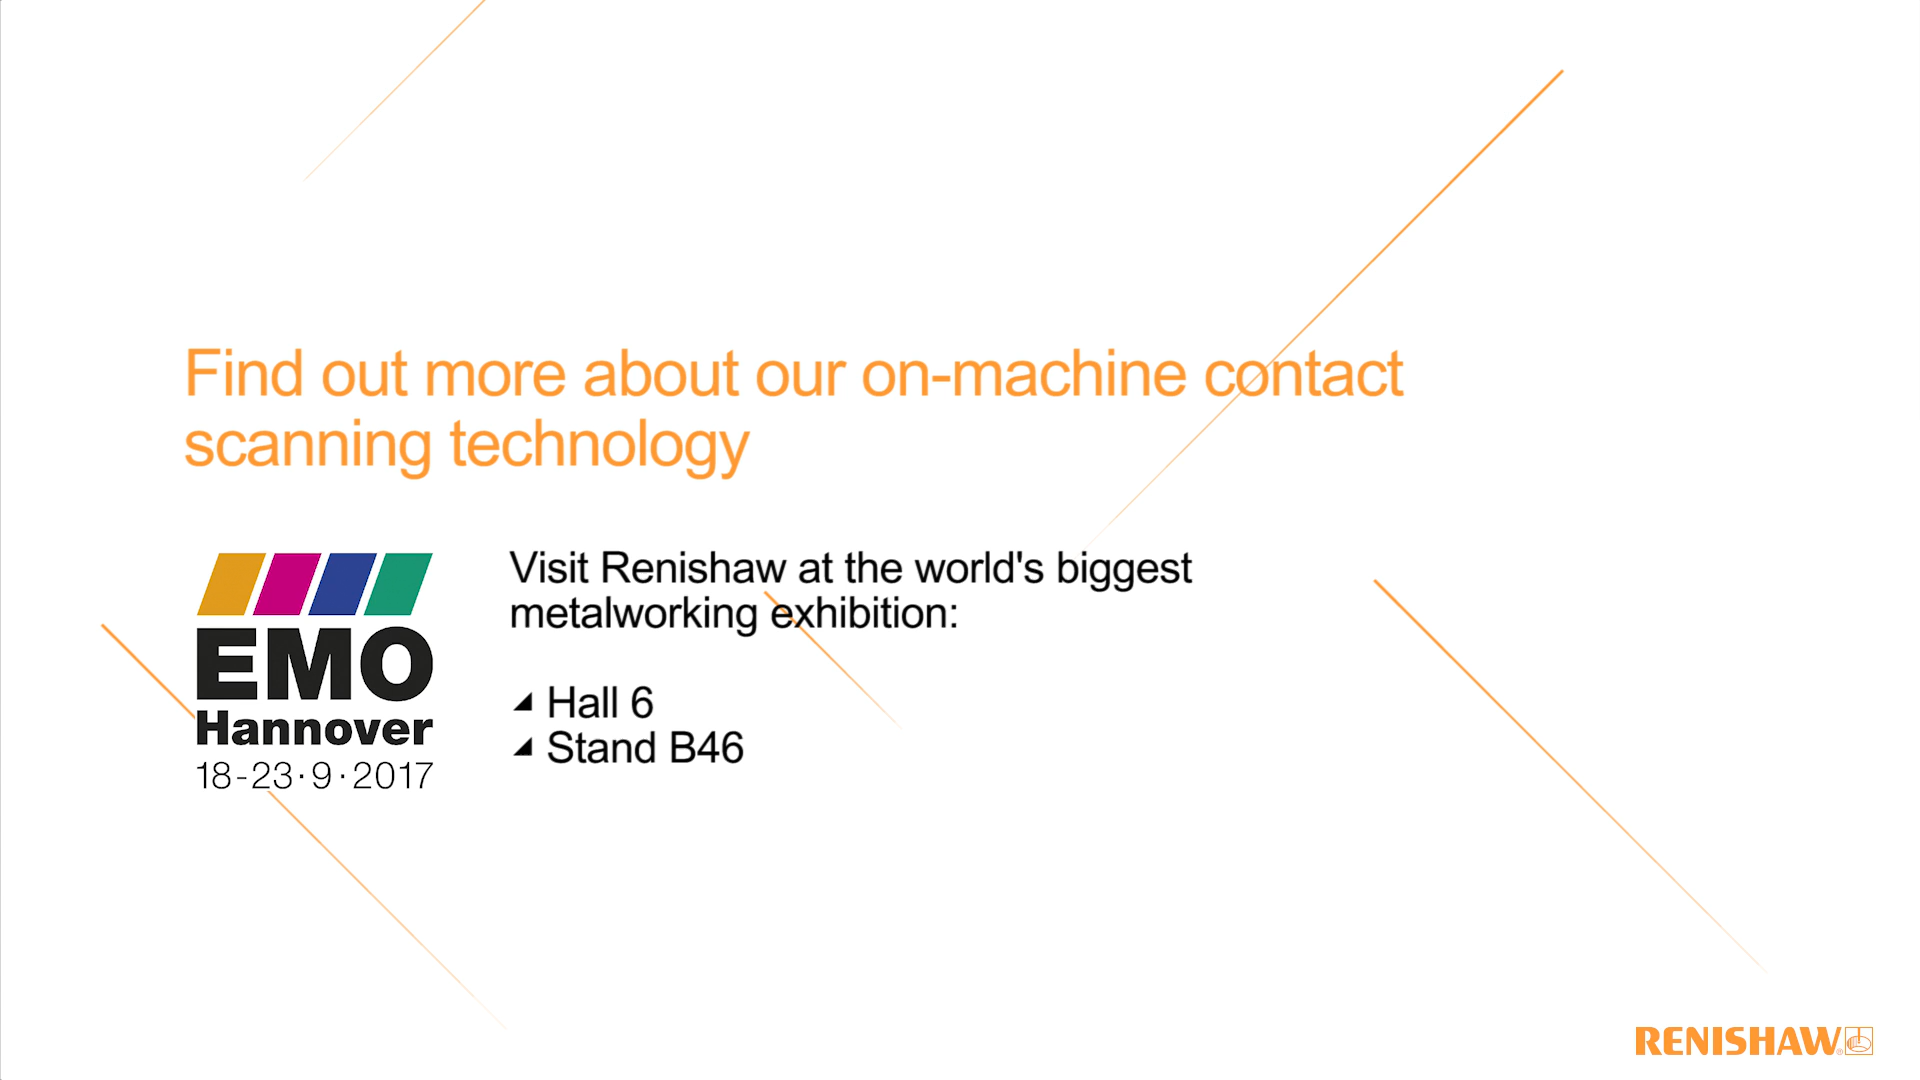 Find out more about our on-machine contact
scanning technology
Visit Renishaw at the world's biggest
metalworking exhibition:
Hall 6
Stand B46
EMO
Hannover
18-23·9·2017
RENISHAW